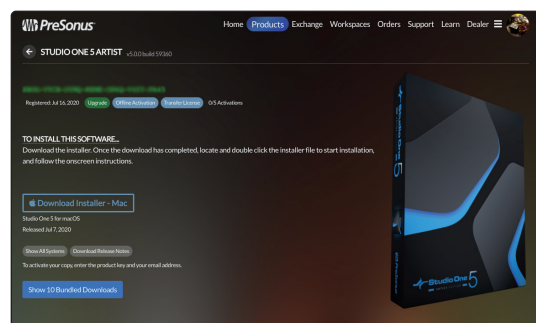 PreSonus
Home Products Exchange Workspaces Orders Support Learn Dealer
STUDIO ONE 5 ARTIST v5.0.0 build 59360
Registered: Jul 16, 2020 Upgrade Offline Activation Transfer License 0/5 Activations
TO INSTALL THIS SOFTWARE...
Download the installer. Once the download has completed, locate and double click the installer file to start installation,
and follow the onscreen instructions.
Download Installer - Mac
Studio One 5 for macOS
Released Jul 7, 2020
Show All Systems Download Release Notes
To activate your copy, enter the product key and your email address.
Show 10 Bundled Downloads
Studio One 5
Studio One 5